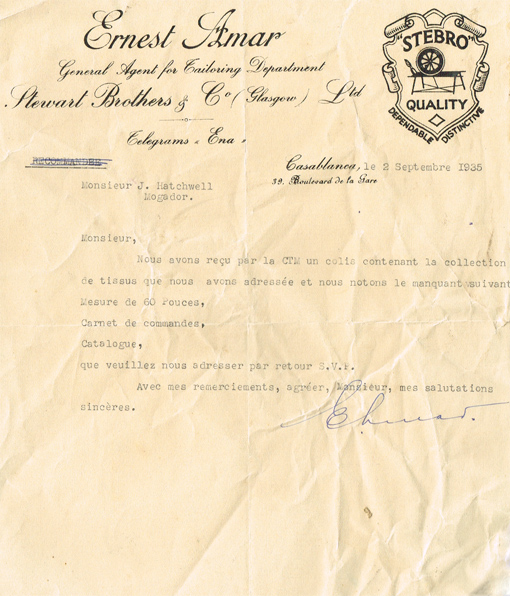 Ernest Amar
General Agent for Tailoring Department
Stewart Brothers & Co (Glasgow) Ltd
Telegrams « Ena »
"STEBRO"
QUALITY
DEPENDABLE DISTINCTIVE
RECOMMANDEE
Casablanca, le 2 Septembre 1935
39, Boulevard de la Gare
Monsieur J. Hatchwell
Mogador.
Monsieur,
Nous avons reçu par la CTM un colis contenant la collection
de tissus que nous avons adressée et nous notons le manquant suivant
Mesure de 60 Pouces,
Carnet de commandes,
Catalogue,
que veuillez nous adresser par retour S.V.P.
Avec mes remerciements, agréer, Monsieur, mes salutations
sincères.